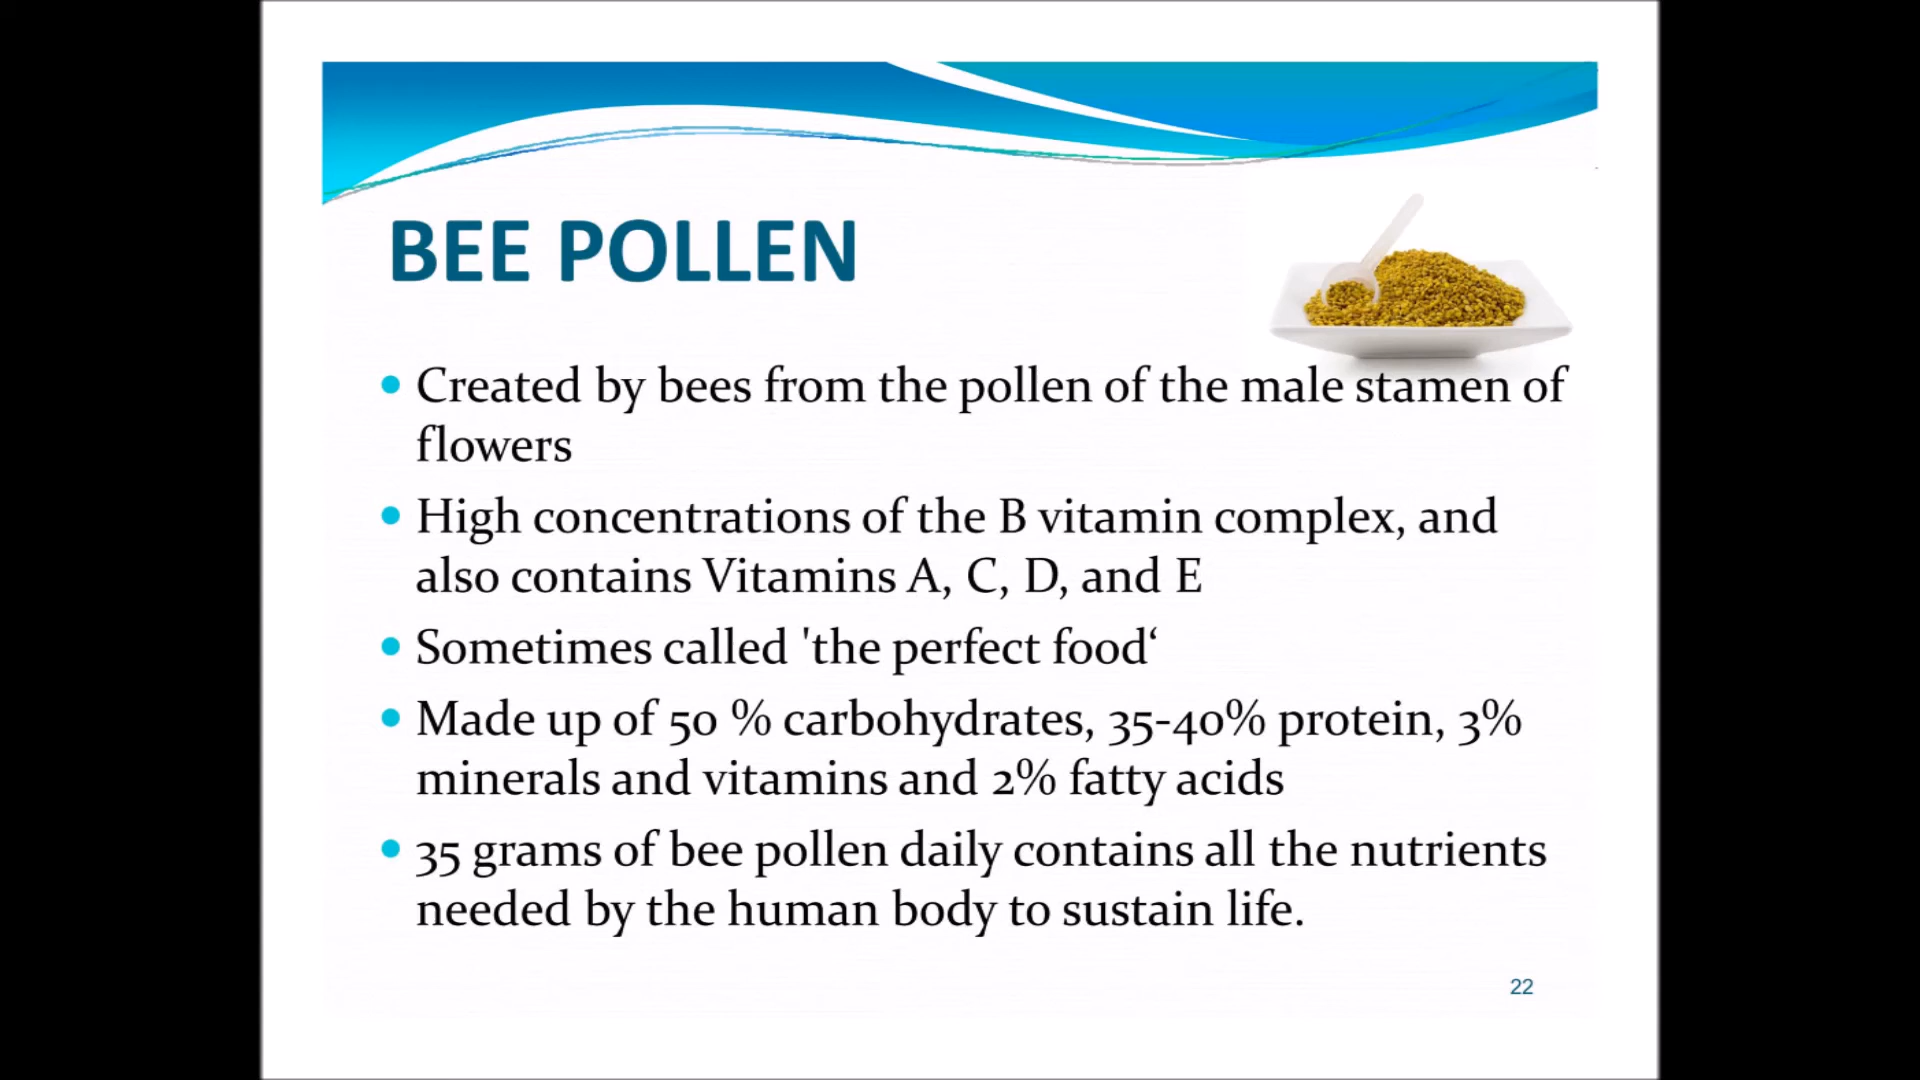 BEE POLLEN
• Created by bees from the pollen of the male stamen of
flowers
• High concentrations of the B vitamin complex, and
also contains Vitamins A, C, D, and E
• Sometimes called 'the perfect food‘
• Made up of 50 % carbohydrates, 35-40% protein, 3%
minerals and vitamins and 2% fatty acids
• 35 grams of bee pollen daily contains all the nutrients
needed by the human body to sustain life.
22